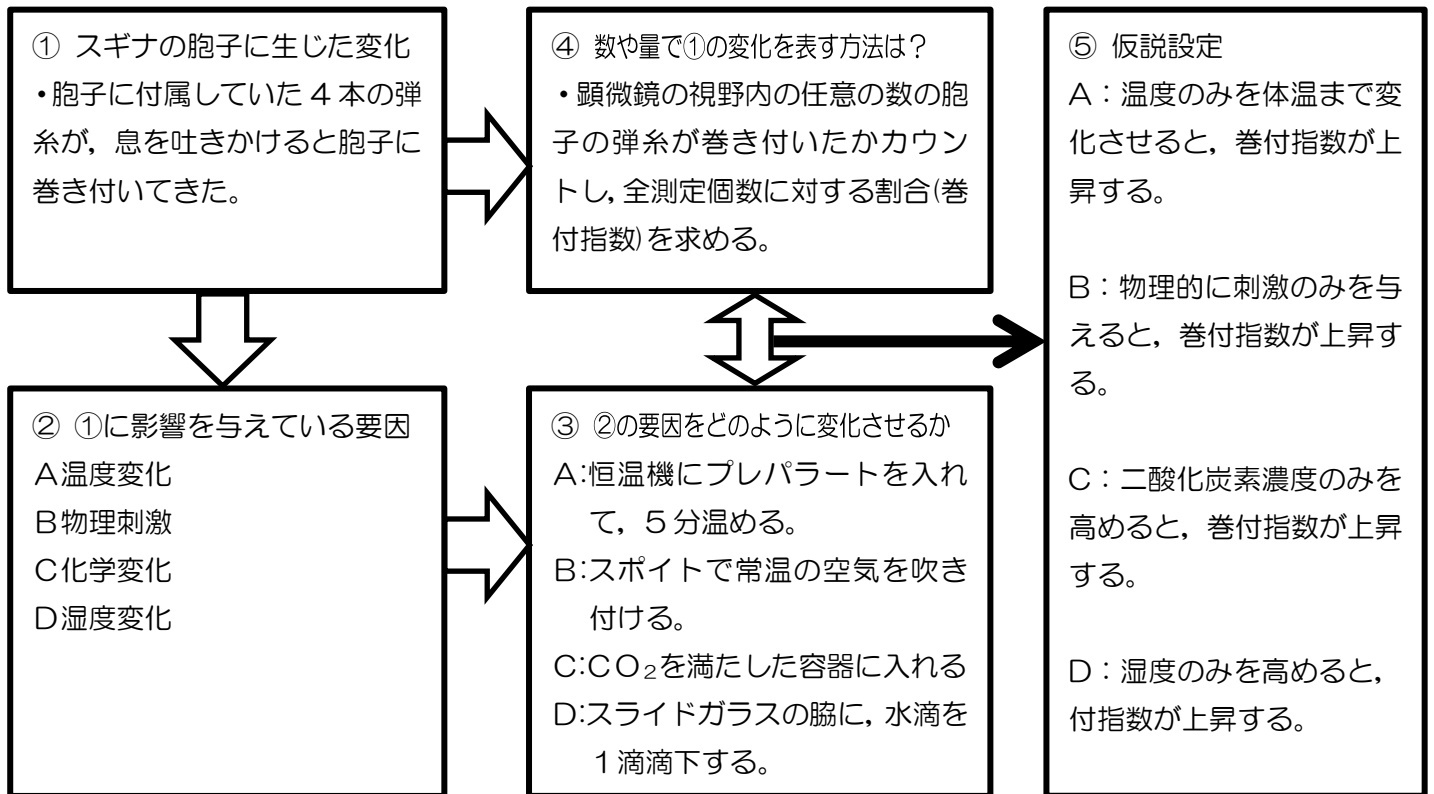 ① スギナの胞子に生じた変化
・胞子に付属していた4本の弾
糸が，息を吐きかけると胞子に
巻き付いてきた。
② ①に影響を与えている要因
A温度変化
B物理刺激
C化学変化
D湿度変化
④ 数や量で①の変化を表す方法は？
・顕微鏡の視野内の任意の数の胞
子の弾糸が巻き付いたかカウン
トし，全測定個数に対する割合(巻
付指数)を求める。
③ ②の要因をどのように変化させるか
A:恒温機にプレパラートを入れ
て，5分温める。
B:スポイトで常温の空気を吹き
付ける。
C:CO₂を満たした容器に入れる
D:スライドガラスの脇に，水滴を
1滴滴下する。
⑤ 仮説設定
A：温度のみを体温まで変
化させると，巻付指数が上
昇する。
B：物理的に刺激のみを与
えると，巻付指数が上昇す
る。
C：二酸化炭素濃度のみを
高めると，巻付指数が上昇
する。
D：湿度のみを高めると，
付指数が上昇する。